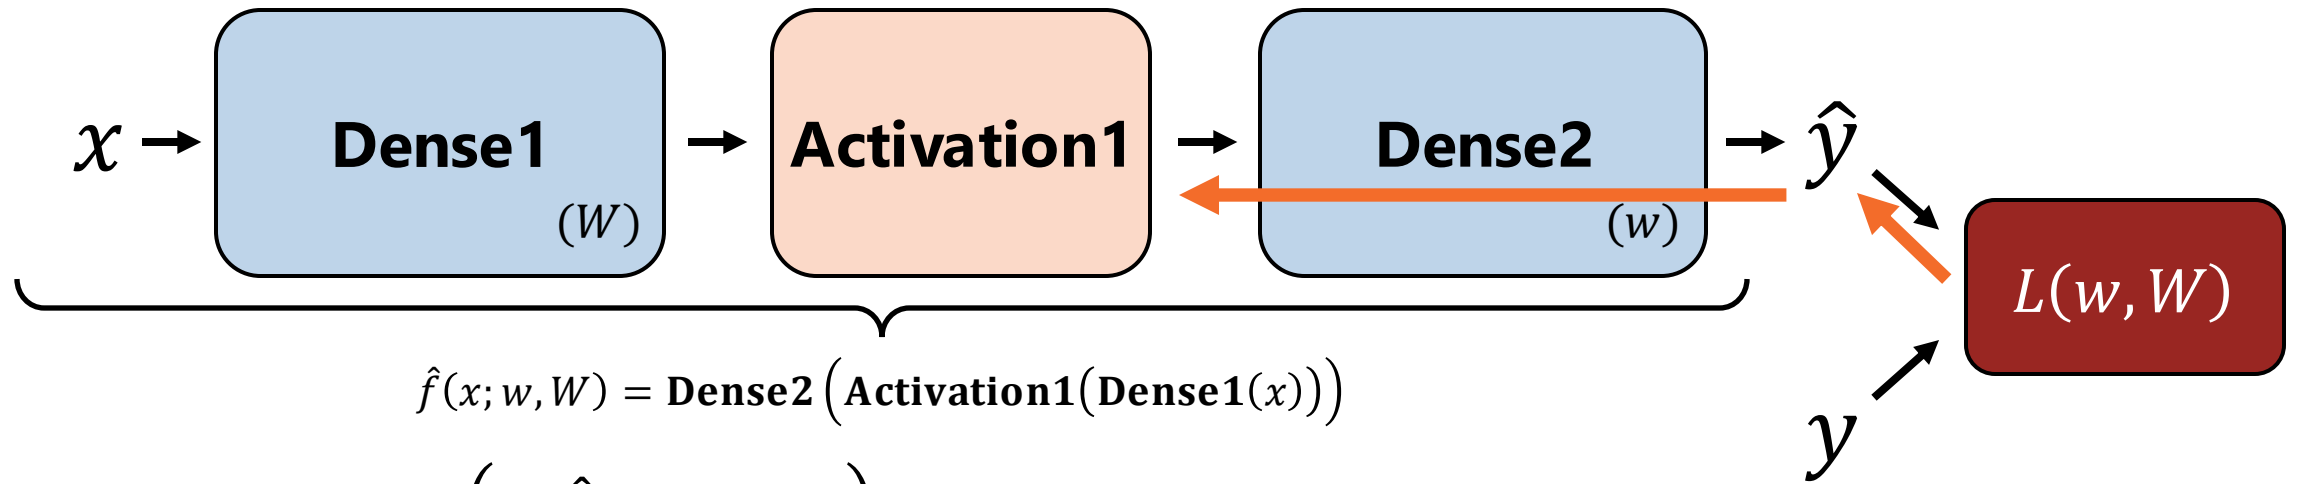 x Dense1 Activation1 Dense2 ŷ
(W) (w)
L(w, W)
f̂(x; w, W) = Dense2(Activation1(Dense1(x)))
y